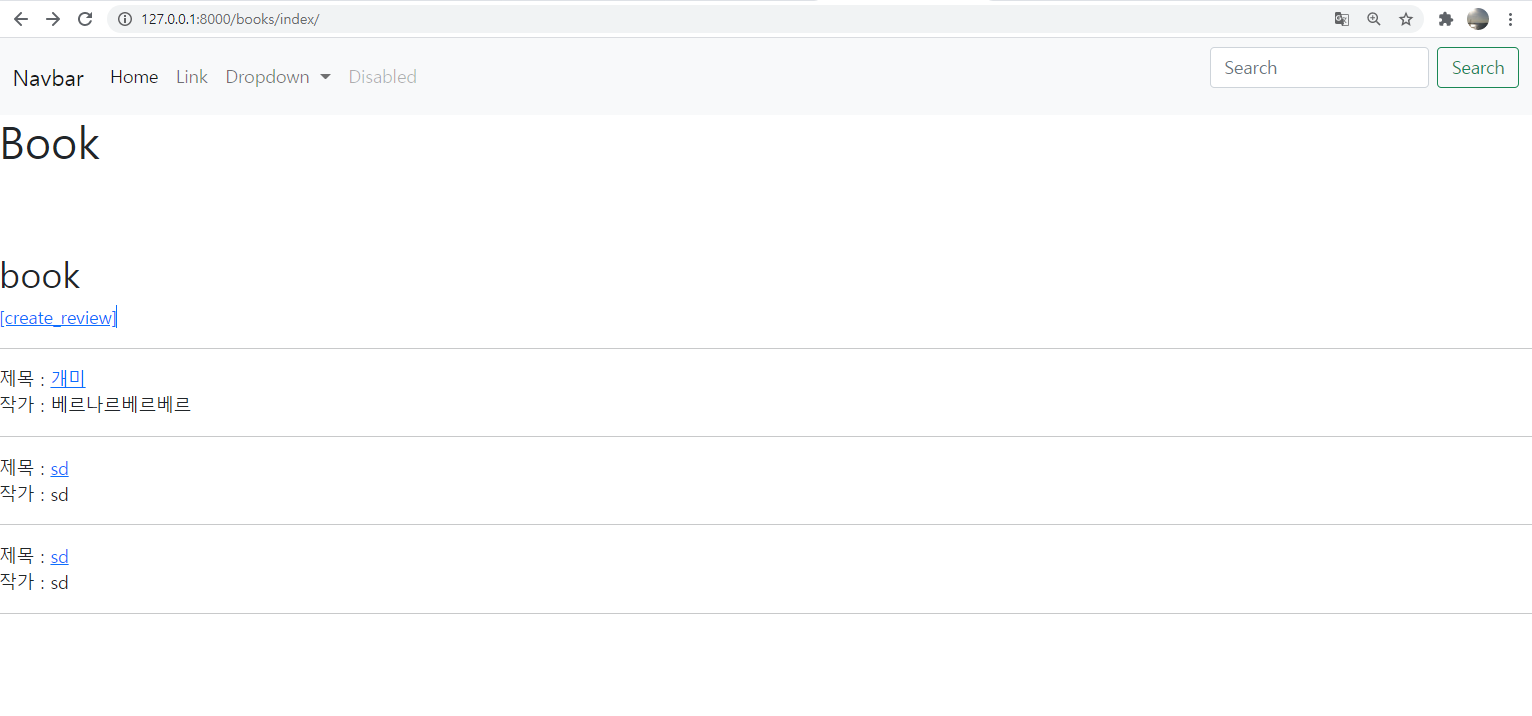 127.0.0.1:8000/books/index/
Navbar Home Link Dropdown Disabled Search Search
Book
book
[create_review]
제목 : 개미
작가 : 베르나르베르베르
제목 : sd
작가 : sd
제목 : sd
작가 : sd